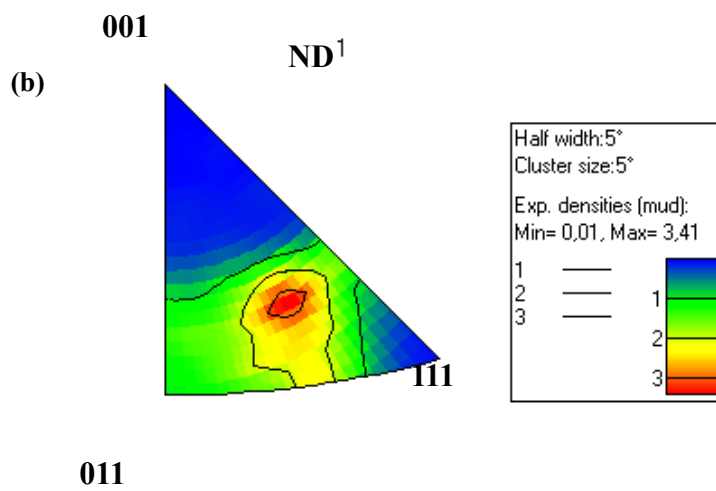 001
ND¹
(b)
111
011
Half width:5°
Cluster size:5°
Exp. densities (mud):
Min= 0,01, Max= 3,41
1
2
3
1
2
3